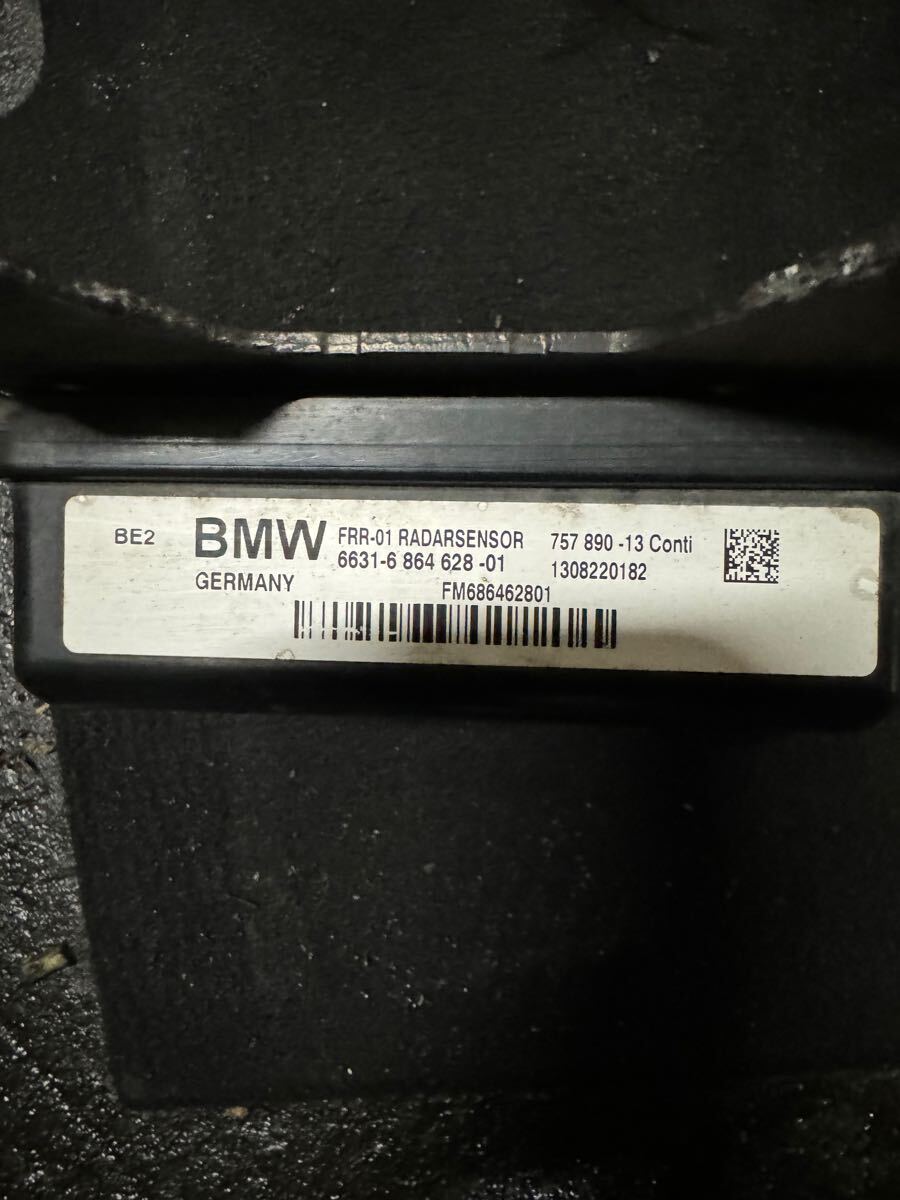 BE2 BMW FRR-01 RADARSENSOR 757 890 -13 Conti
6631-6 864 628 -01 1308220182
GERMANY FM686462801